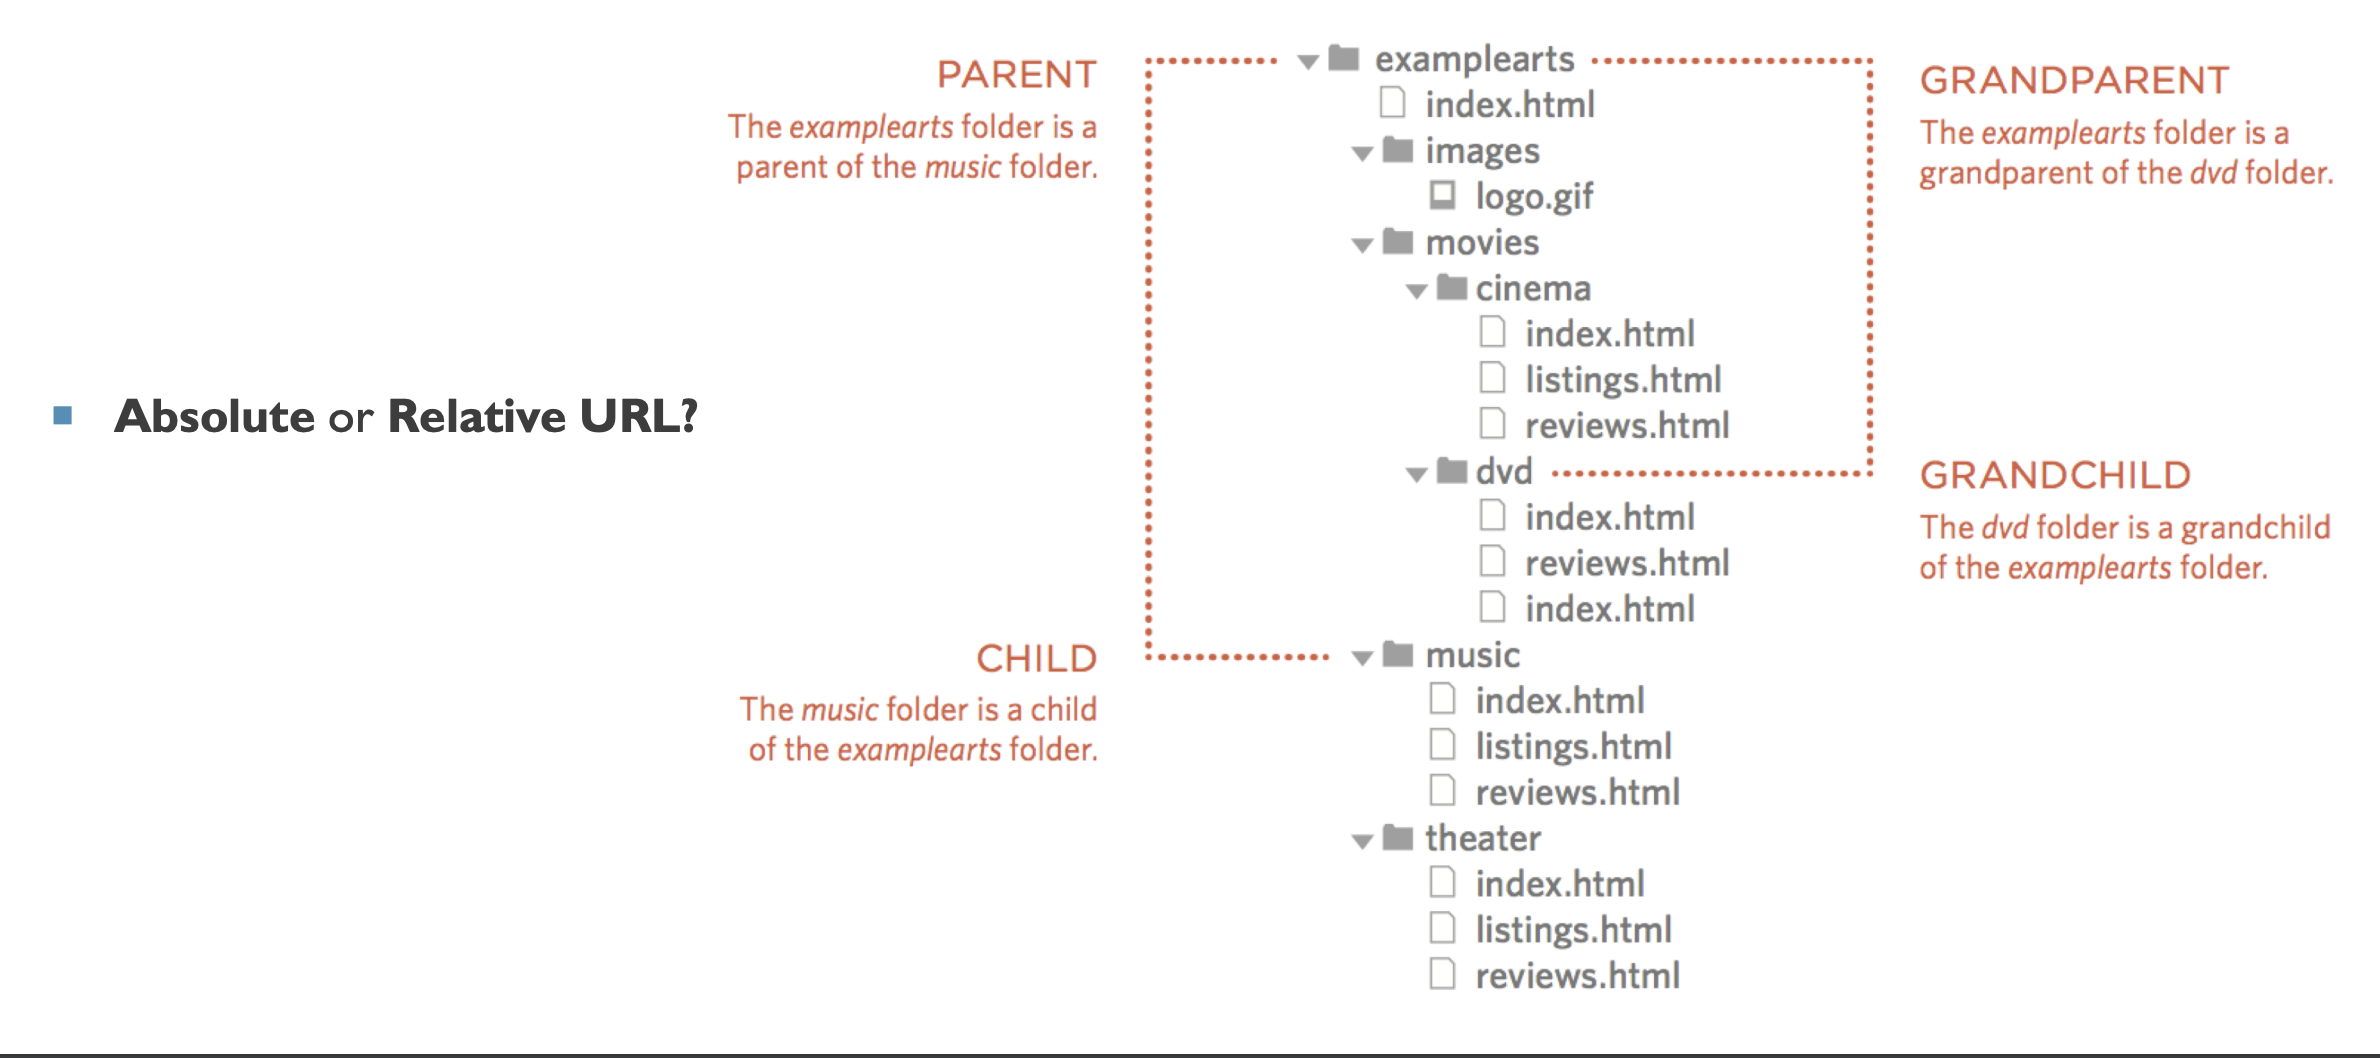 PARENT
The examplearts folder is a
parent of the music folder.
Absolute or Relative URL?
CHILD
The music folder is a child
of the examplearts folder.
examplearts
index.html
images
logo.gif
movies
cinema
index.html
listings.html
reviews.html
dvd
index.html
reviews.html
index.html
music
index.html
listings.html
reviews.html
theater
index.html
listings.html
reviews.html
GRANDPARENT
The examplearts folder is a
grandparent of the dvd folder.
GRANDCHILD
The dvd folder is a grandchild
of the examplearts folder.